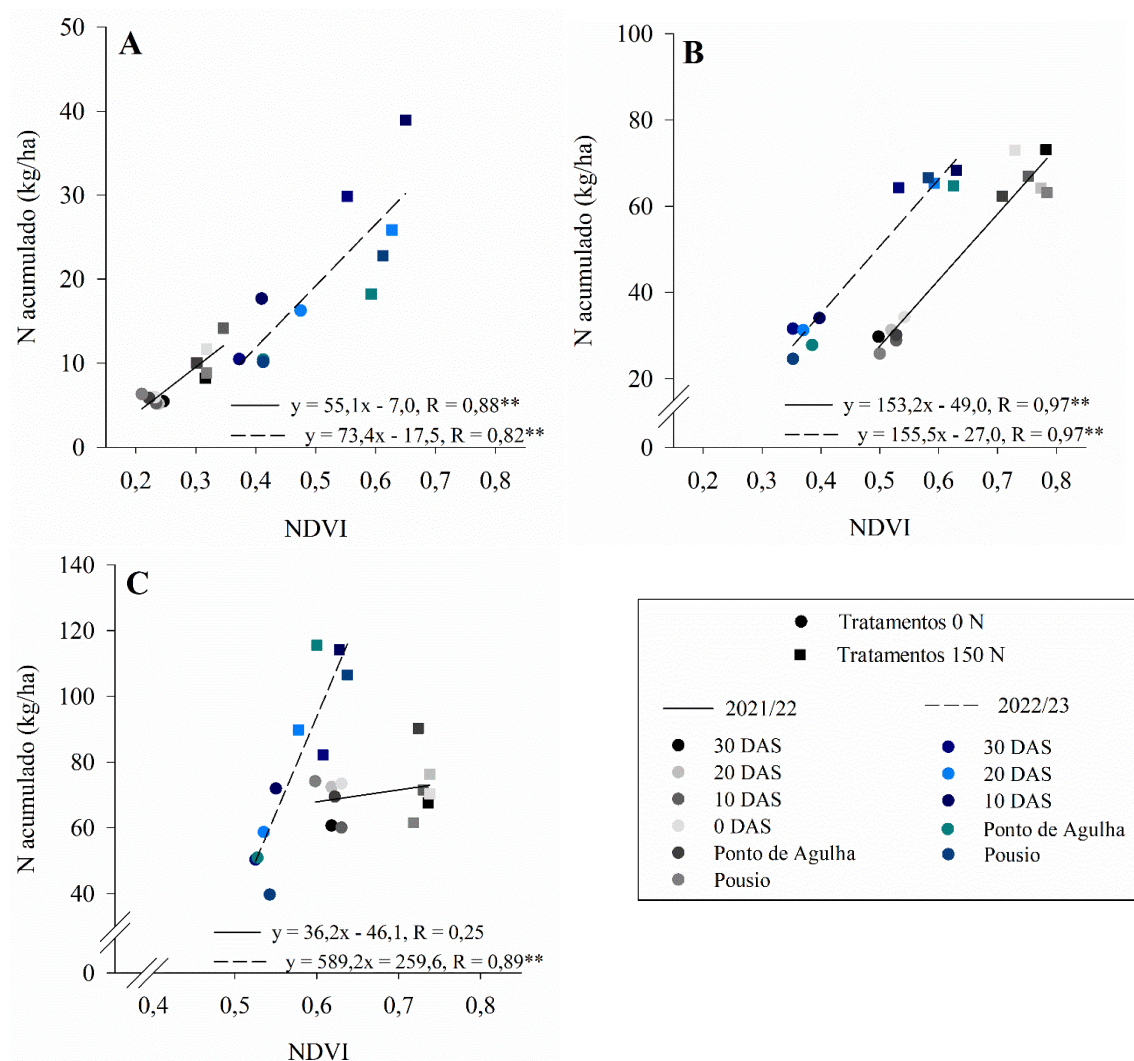 A
N acumulado (kg/ha)
50
40
30
20
10
0
y = 55,1x - 7,0, R = 0,88**
y = 73,4x - 17,5, R = 0,82**
0,2 0,3 0,4 0,5 0,6 0,7 0,8
NDVI
B
N acumulado (kg/ha)
100
80
60
40
20
0
y = 153,2x - 49,0, R = 0,97**
y = 155,5x - 27,0, R = 0,97**
0,2 0,3 0,4 0,5 0,6 0,7 0,8
NDVI
C
N acumulado (kg/ha)
140
120
100
80
60
40
0
y = 36,2x - 46,1, R = 0,25
y = 589,2x = 259,6, R = 0,89**
0,4 0,5 0,6 0,7 0,8
NDVI
Tratamentos 0 N
Tratamentos 150 N
2021/22
30 DAS
20 DAS
10 DAS
0 DAS
Ponto de Agulha
Pousio
2022/23
30 DAS
20 DAS
10 DAS
Ponto de Agulha
Pousio